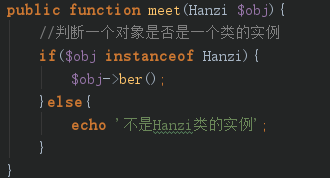 public function meet(Hanzi $obj){
//判断一个对象是否是一个类的实例
if($obj instanceof Hanzi){
$obj->ber();
}else{
echo '不是Hanzi类的实例';
}
}